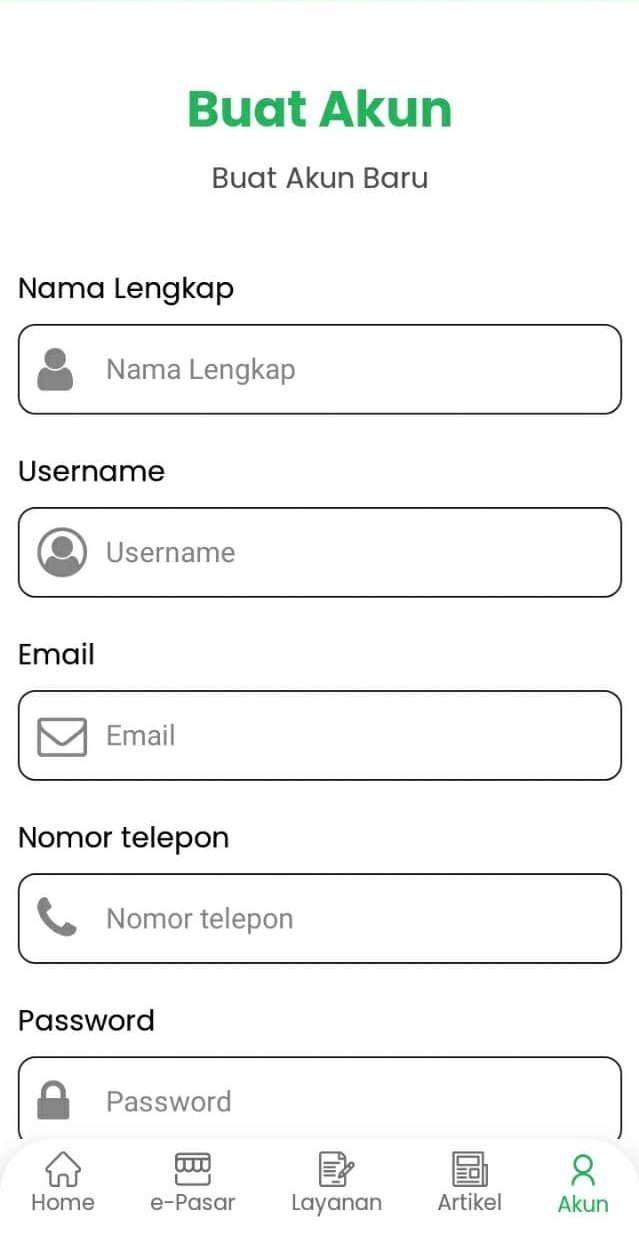 Buat Akun
Buat Akun Baru
Nama Lengkap
Nama Lengkap
Username
Username
Email
Email
Nomor telepon
Nomor telepon
Password
Password
Home e-Pasar Layanan Artikel Akun